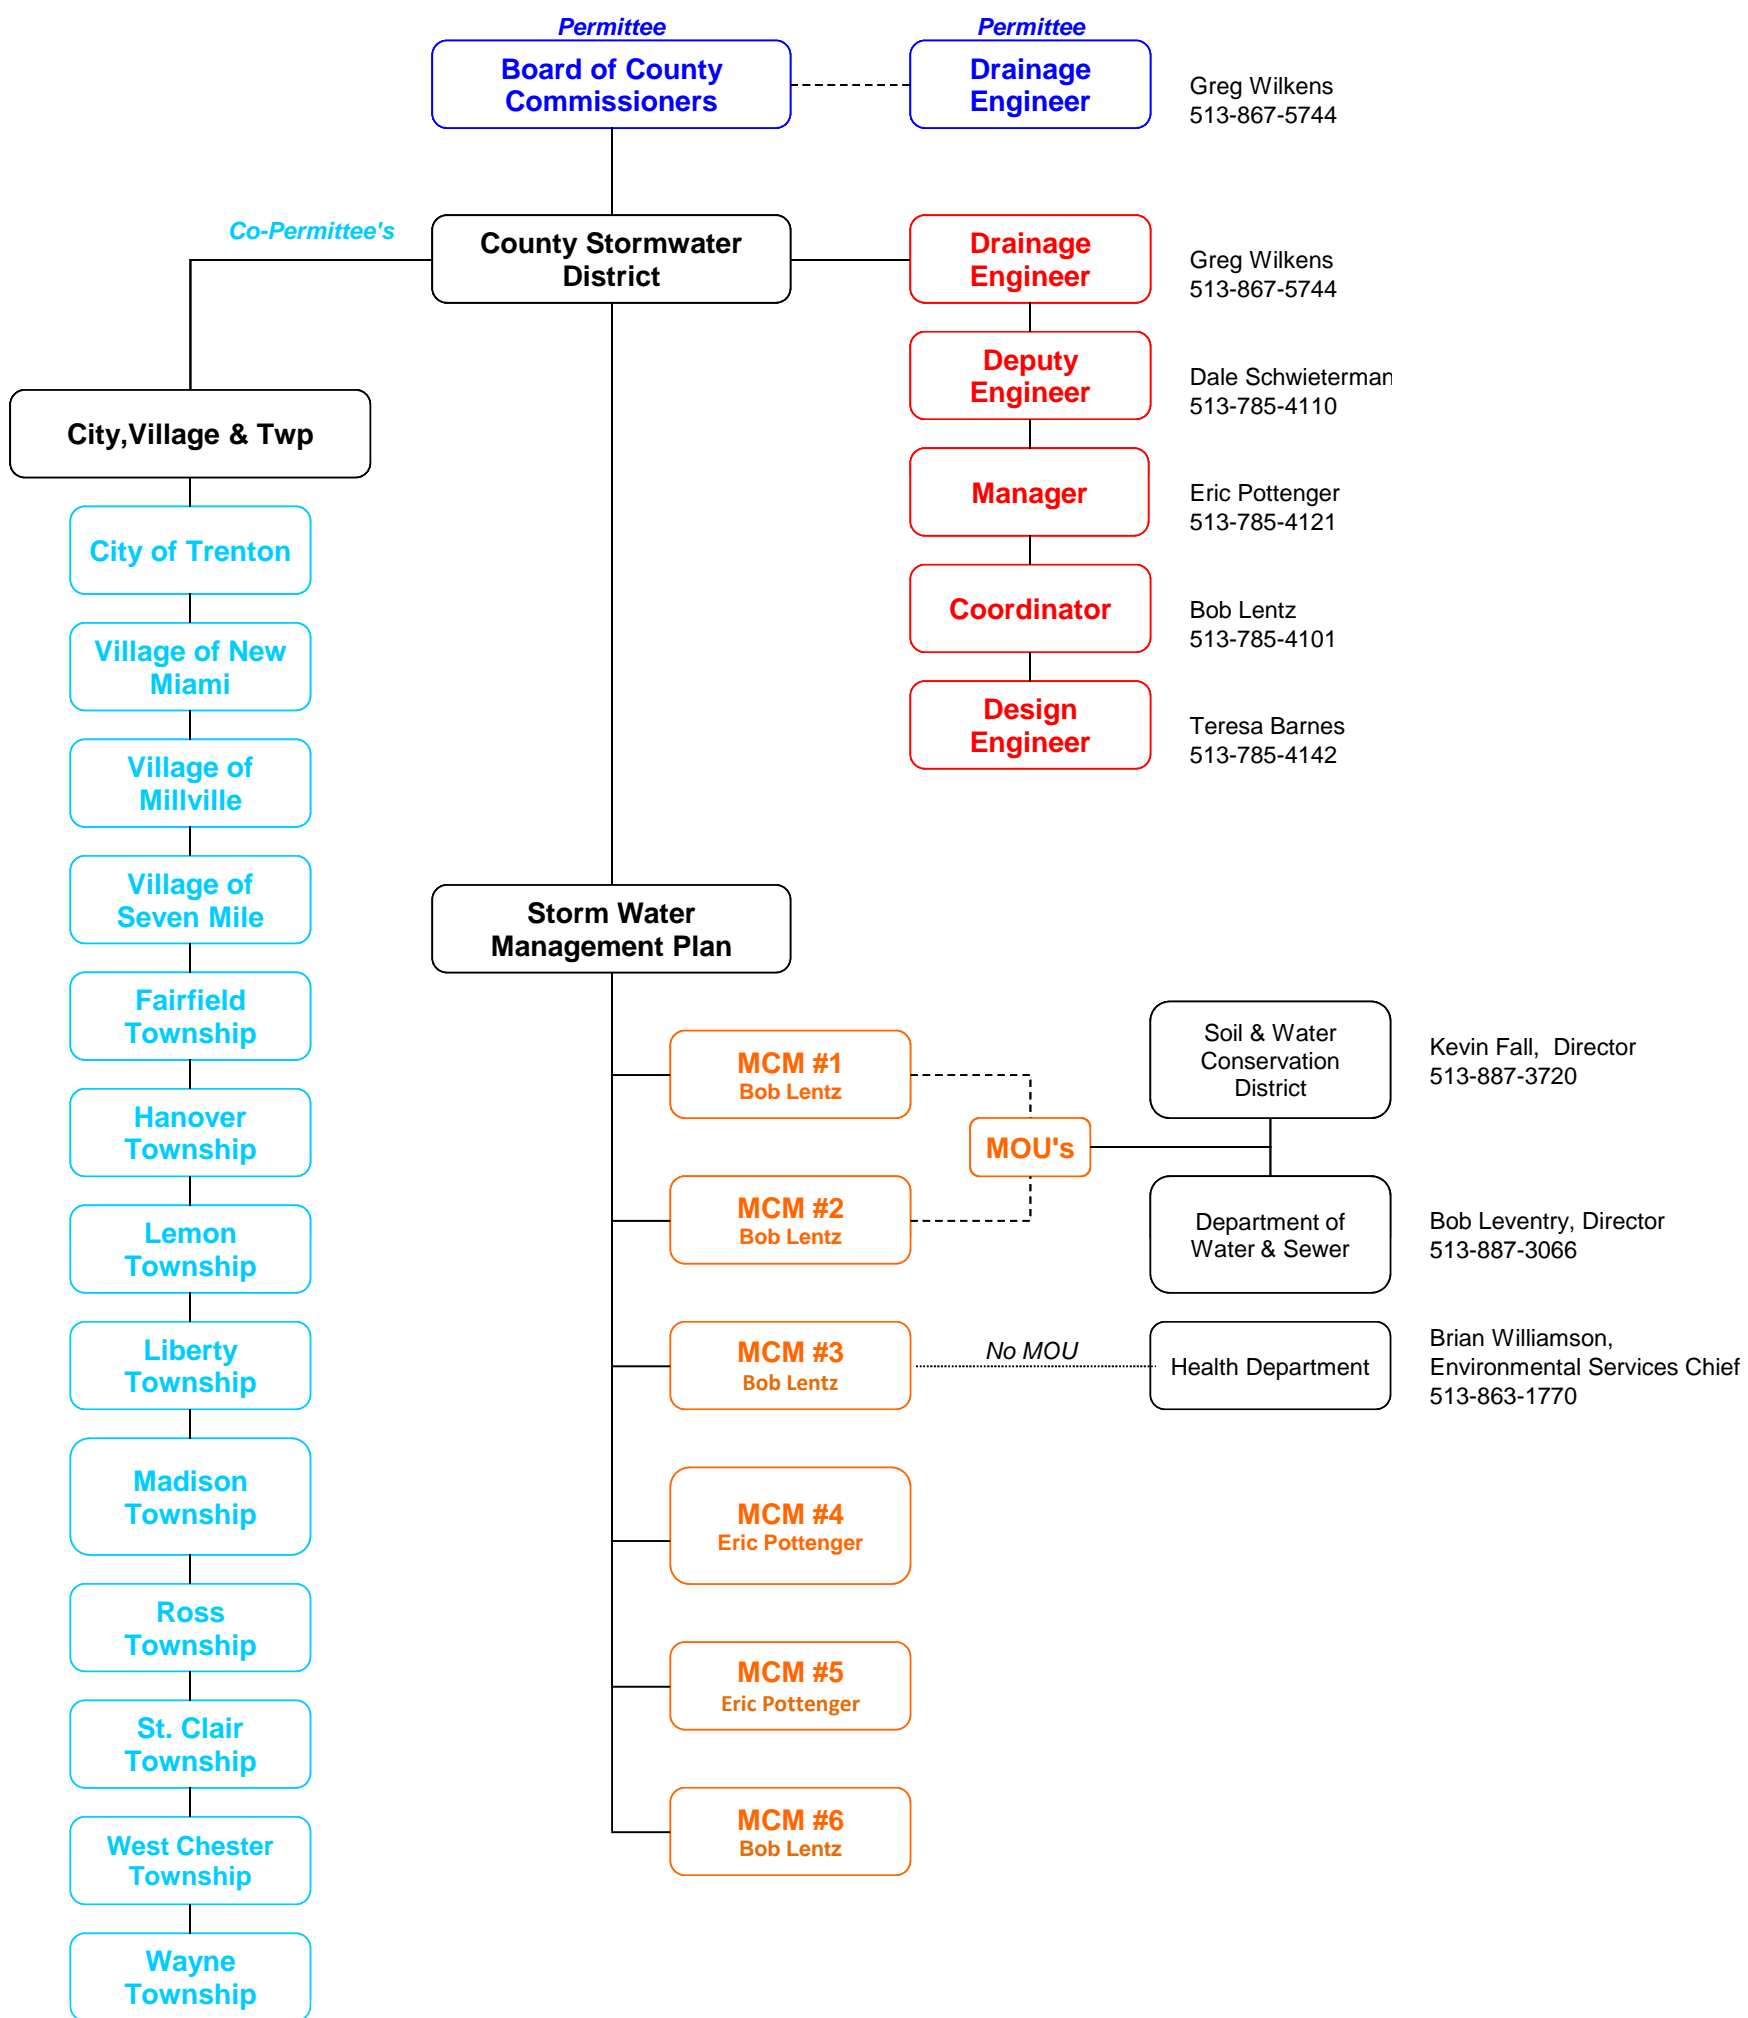 Permittee
Board of County
Commissioners
Permittee
Drainage
Engineer
Greg Wilkens
513-867-5744
Co-Permittee's
County Stormwater
District
Drainage
Engineer
Greg Wilkens
513-867-5744
Deputy
Engineer
Dale Schwieterman
513-785-4110
Manager
Eric Pottenger
513-785-4121
Coordinator
Bob Lentz
513-785-4101
Design
Engineer
Teresa Barnes
513-785-4142
City,Village & Twp
City of Trenton
Village of New
Miami
Village of
Millville
Village of
Seven Mile
Fairfield
Township
Hanover
Township
Lemon
Township
Liberty
Township
Madison
Township
Ross
Township
St. Clair
Township
West Chester
Township
Wayne
Township
Storm Water
Management Plan
MCM #1
Bob Lentz
MCM #2
Bob Lentz
MOU's
Soil & Water
Conservation
District
Kevin Fall,  Director
513-887-3720
Department of
Water & Sewer
Bob Leventry, Director
513-887-3066
MCM #3
Bob Lentz
No MOU
Health Department
Brian Williamson,
Environmental Services Chief
513-863-1770
MCM #4
Eric Pottenger
MCM #5
Eric Pottenger
MCM #6
Bob Lentz